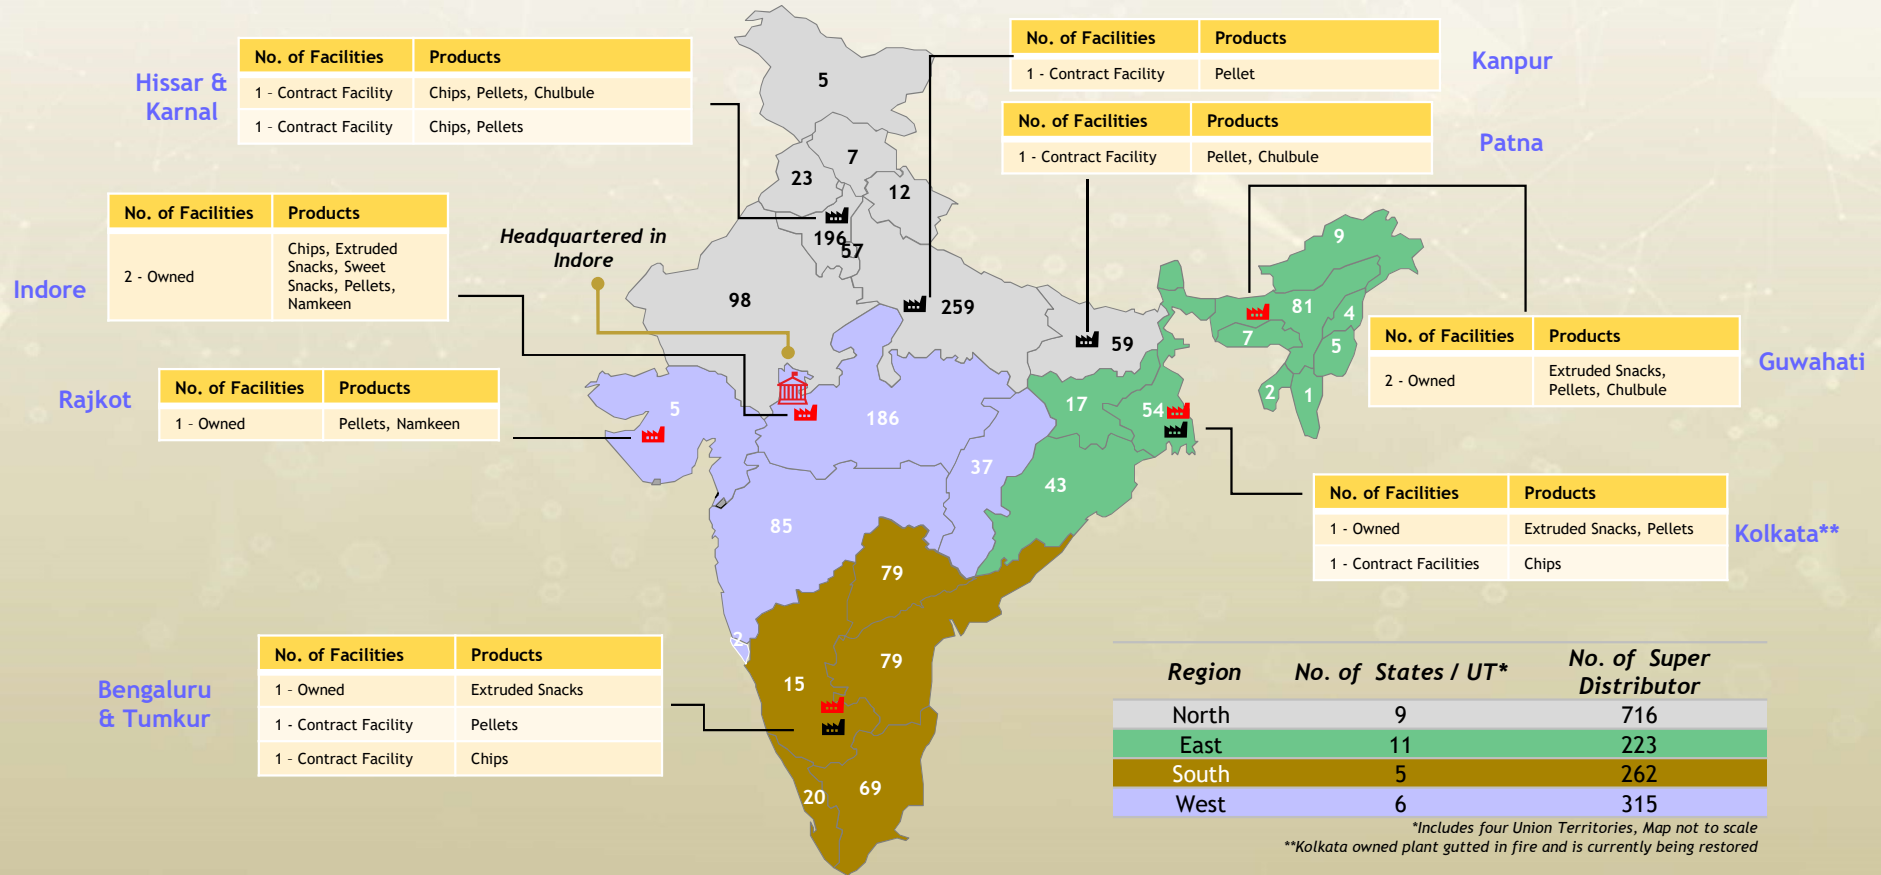 No. of Facilities Products
Hissar &
Karnal
1 - Contract Facility Chips, Pellets, Chulbule
1 - Contract Facility Chips, Pellets
No. of Facilities Products
Kanpur
1 - Contract Facility Pellet
No. of Facilities Products
Patna
1 - Contract Facility Pellet, Chulbule
No. of Facilities Products
Indore
2 - Owned
Chips, Extruded
Snacks, Sweet
Snacks, Pellets,
Namkeen
Headquartered in
Indore
No. of Facilities Products
Rajkot
1 - Owned Pellets, Namkeen
No. of Facilities Products
Guwahati
2 - Owned
Extruded Snacks,
Pellets, Chulbule
No. of Facilities Products
Kolkata**
1 - Owned Extruded Snacks, Pellets
1 - Contract Facilities Chips
No. of Facilities Products
Bengaluru
& Tumkur
1 - Owned Extruded Snacks
1 - Contract Facility Pellets
1 - Contract Facility Chips
5
7
23
12
196
57
98
259
59
9
81
4
7
5
2
1
5
186
17
54
37
43
85
79
2
79
15
20
69
Region No. of States / UT* No. of Super
Distributor
North 9 716
East 11 223
South 5 262
West 6 315
*Includes four Union Territories, Map not to scale
**Kolkata owned plant gutted in fire and is currently being restored